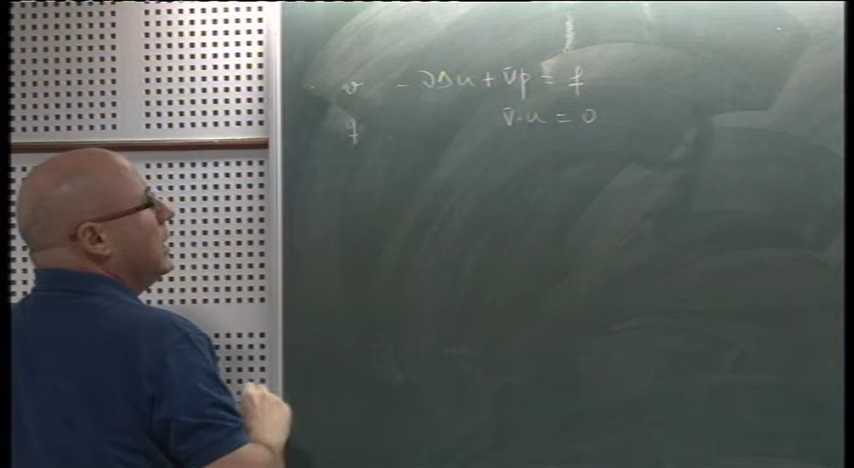 v - νΔu + ∇p = f
q ∇·u = 0